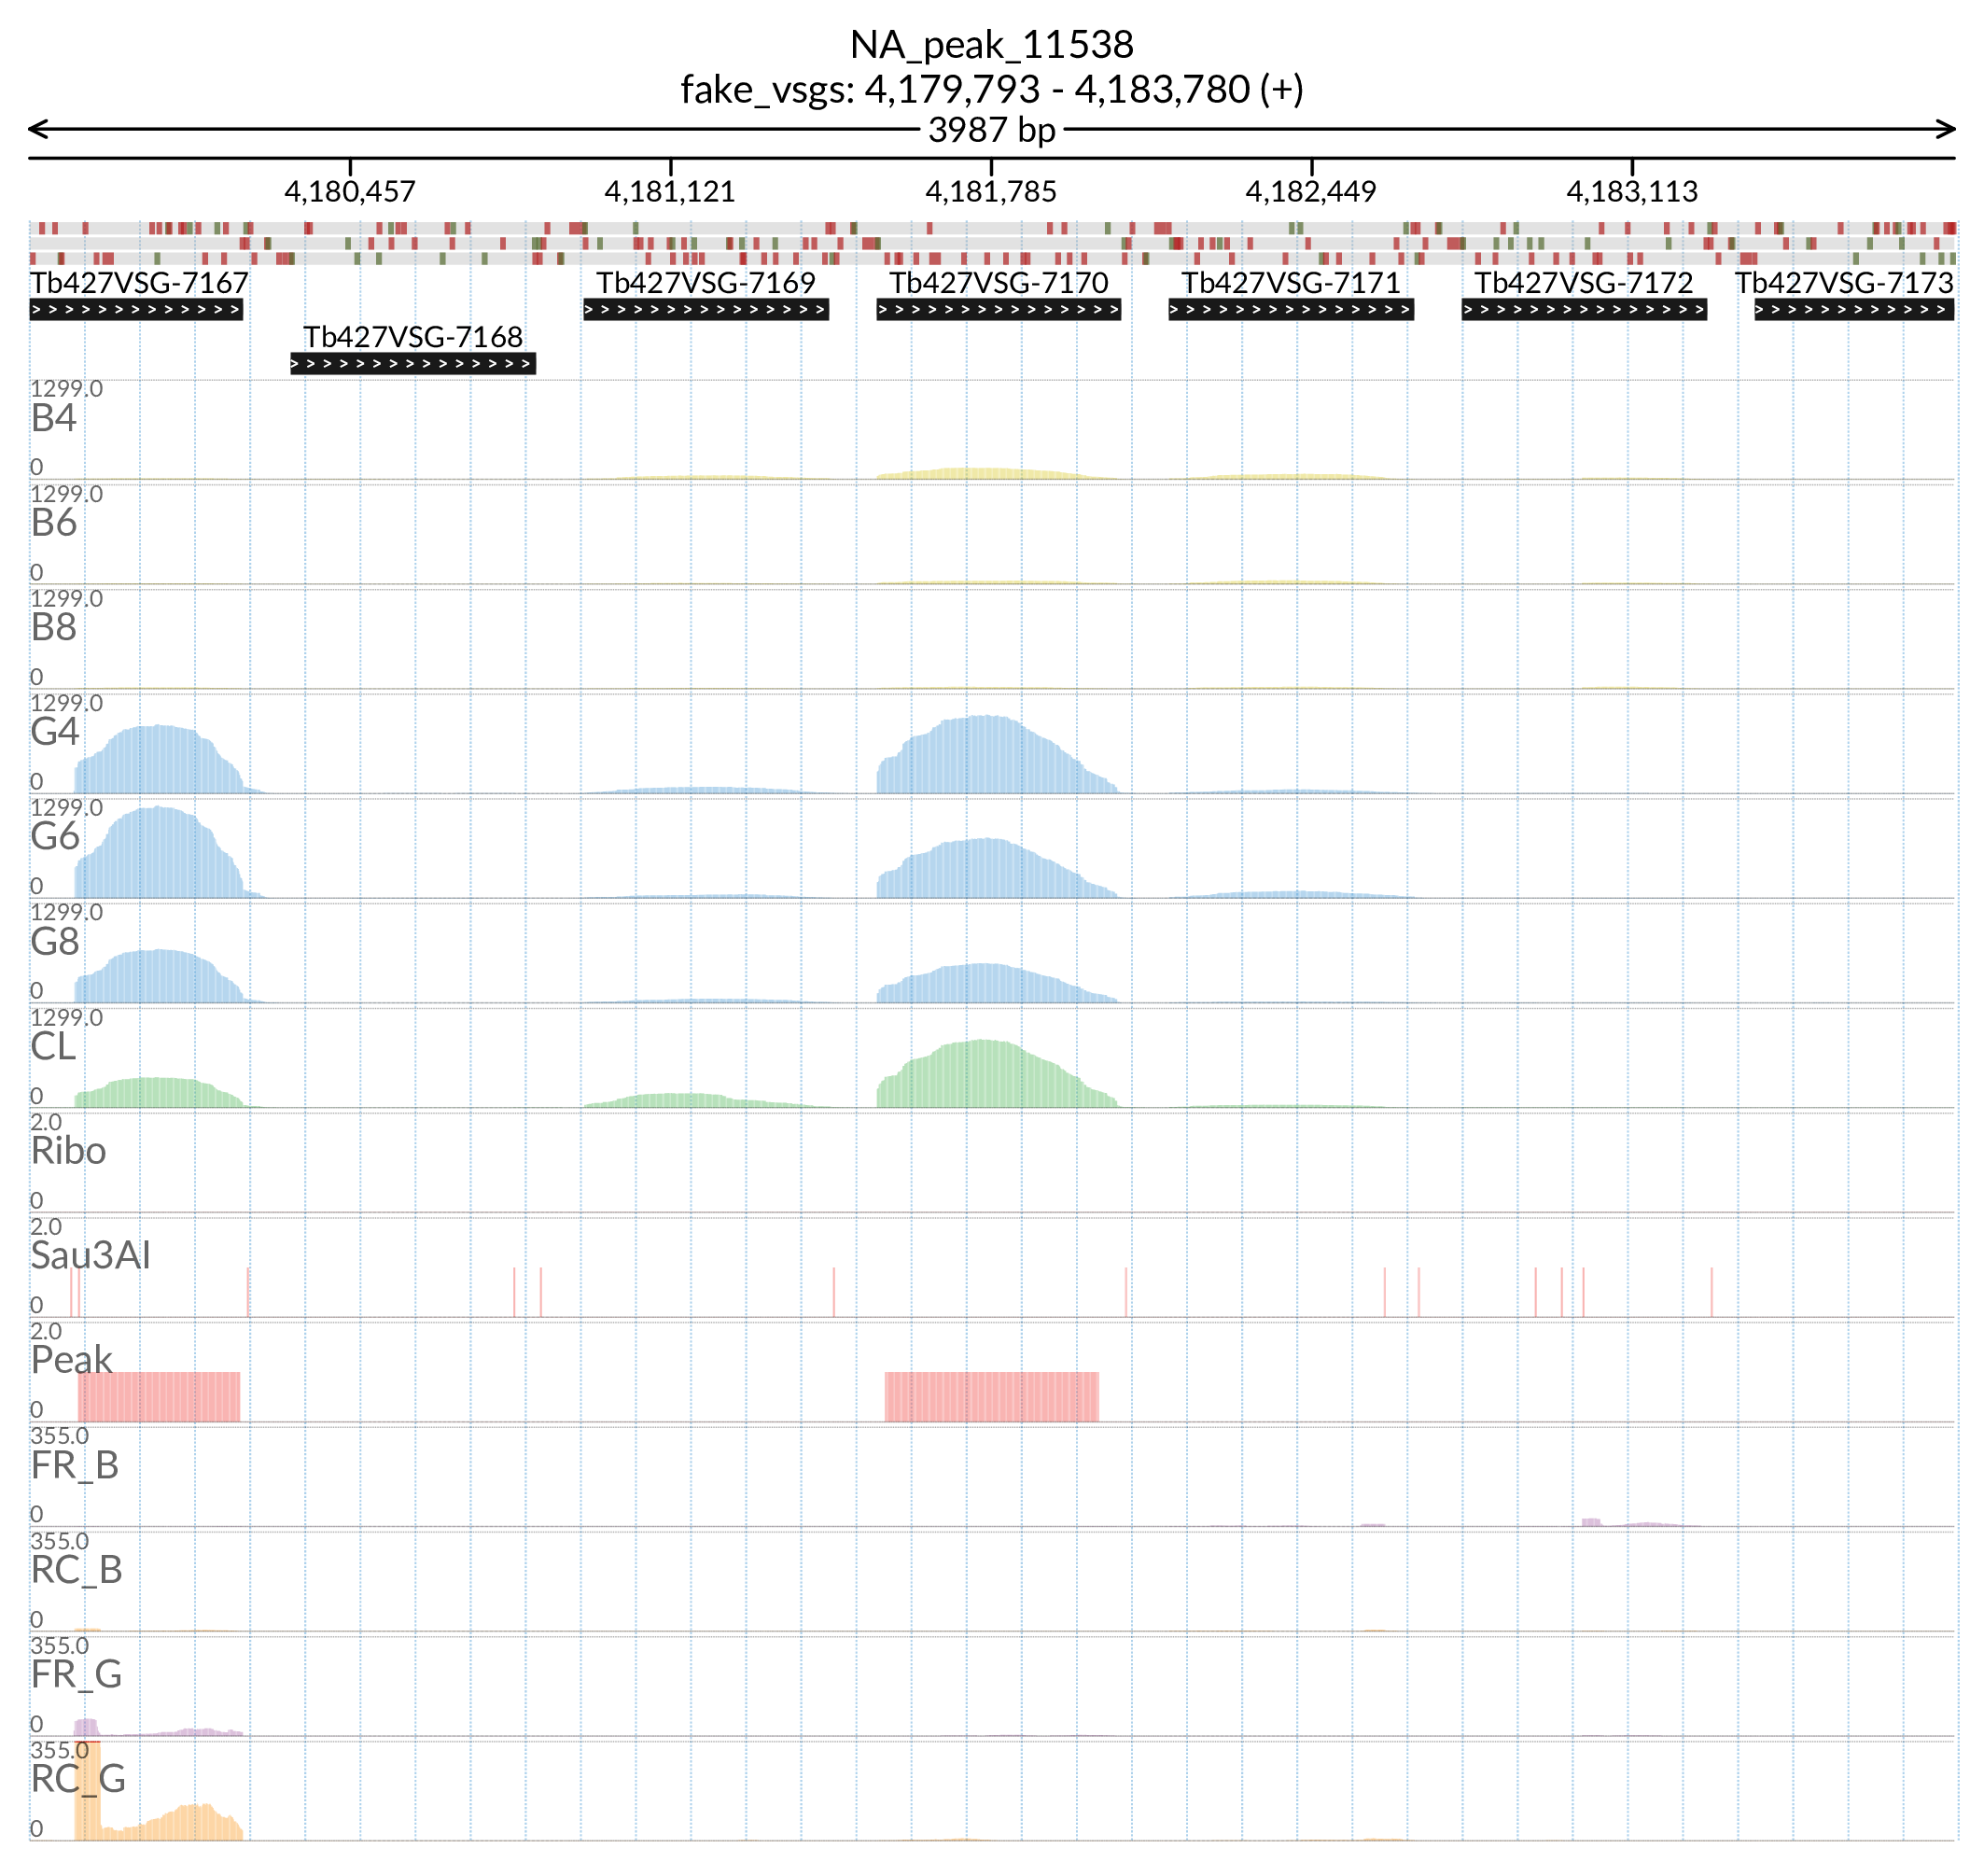 NA_peak_11538
fake_vsgs: 4,179,793 - 4,183,780 (+)
3987 bp
4,180,457 4,181,121 4,181,785 4,182,449 4,183,113
Tb427VSG-7167 Tb427VSG-7169 Tb427VSG-7170 Tb427VSG-7171 Tb427VSG-7172 Tb427VSG-7173
Tb427VSG-7168
1299.0
B4
0
1299.0
B6
0
1299.0
B8
0
1299.0
G4
0
1299.0
G6
0
1299.0
G8
0
1299.0
CL
0
2.0
Ribo
0
2.0
Sau3AI
0
2.0
Peak
0
355.0
FR_B
0
355.0
RC_B
0
355.0
FR_G
0
355.0
RC_G
0